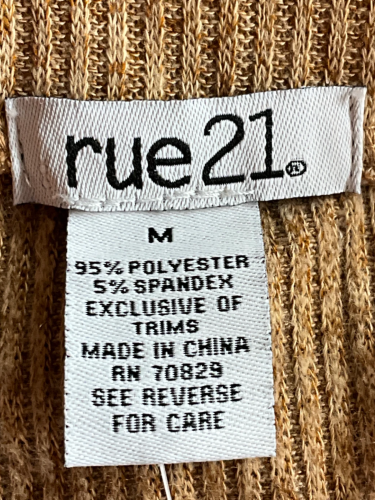 rue21®
M
95% POLYESTER
5% SPANDEX
EXCLUSIVE OF
TRIMS
MADE IN CHINA
RN 70829
SEE REVERSE
FOR CARE